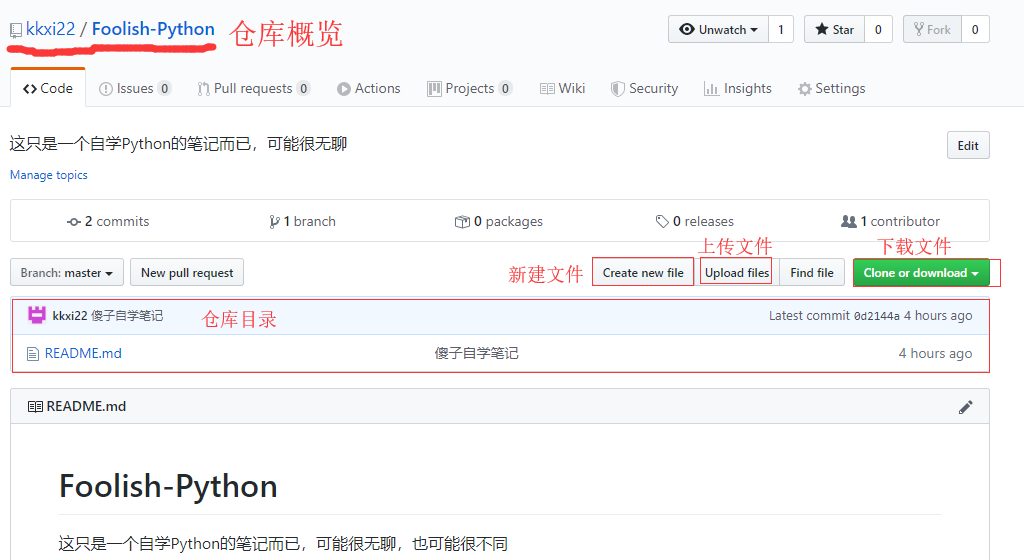 kkxi22 / Foolish-Python 仓库概览 Unwatch 1 Star 0 Fork 0
Code Issues 0 Pull requests 0 Actions Projects 0 Wiki Security Insights Settings
这只是一个自学Python的笔记而已，可能很无聊 Edit
Manage topics
2 commits 1 branch 0 packages 0 releases 1 contributor
上传文件 下载文件
Branch: master New pull request 新建文件 Create new file Upload files Find file Clone or download
kkxi22 傻子自学笔记 仓库目录 Latest commit 0d2144a 4 hours ago
README.md 傻子自学笔记 4 hours ago
README.md
Foolish-Python
这只是一个自学Python的笔记而已，可能很无聊，也可能很不同